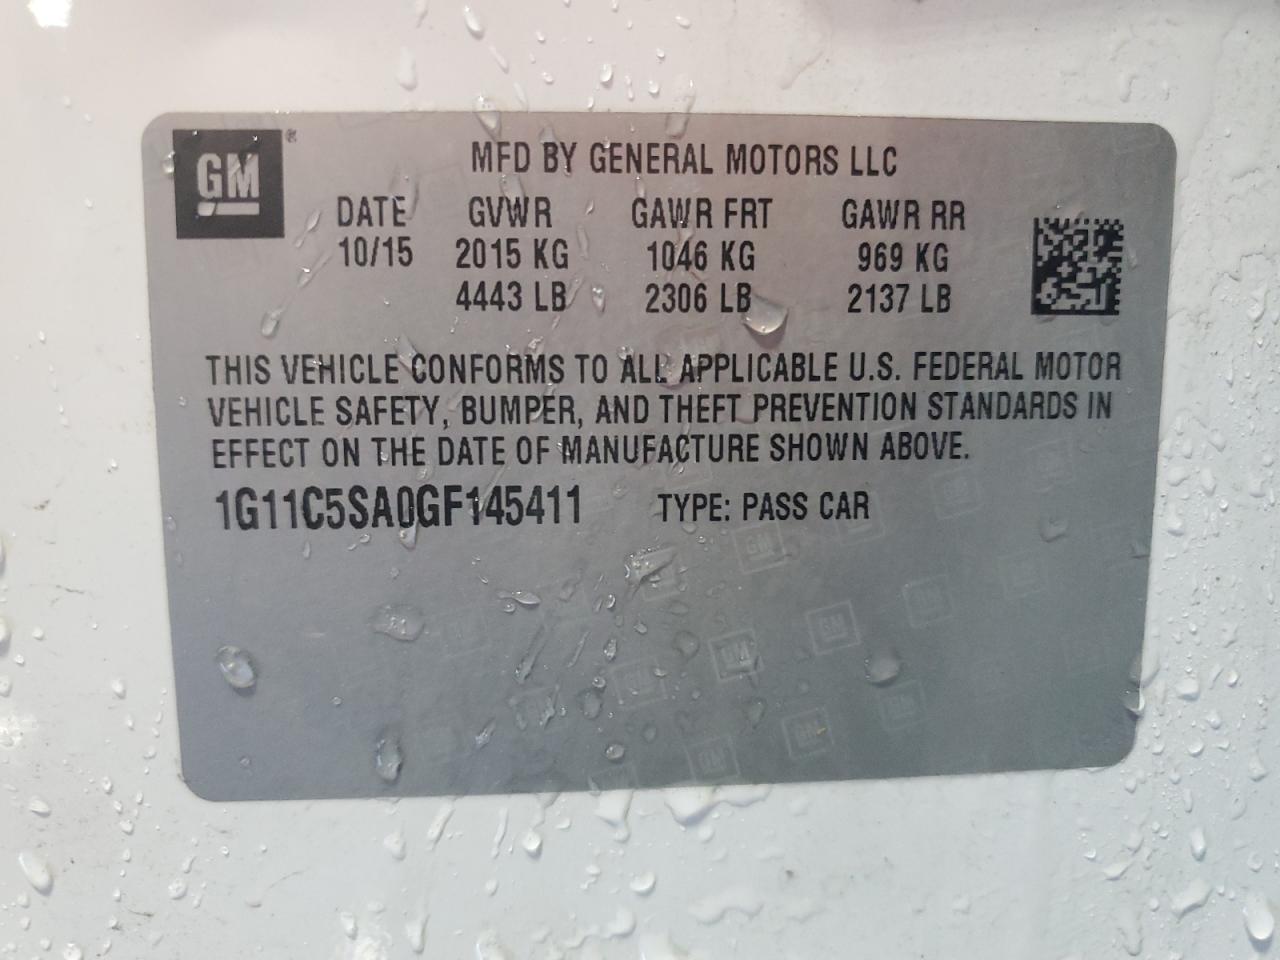 GM®
MFD BY GENERAL MOTORS LLC
DATE GVWR GAWR FRT GAWR RR
10/15 2015 KG 1046 KG 969 KG
4443 LB 2306 LB 2137 LB
THIS VEHICLE CONFORMS TO ALL APPLICABLE U.S. FEDERAL MOTOR
VEHICLE SAFETY, BUMPER, AND THEFT PREVENTION STANDARDS IN
EFFECT ON THE DATE OF MANUFACTURE SHOWN ABOVE.
1G11C5SA0GF145411 TYPE: PASS CAR